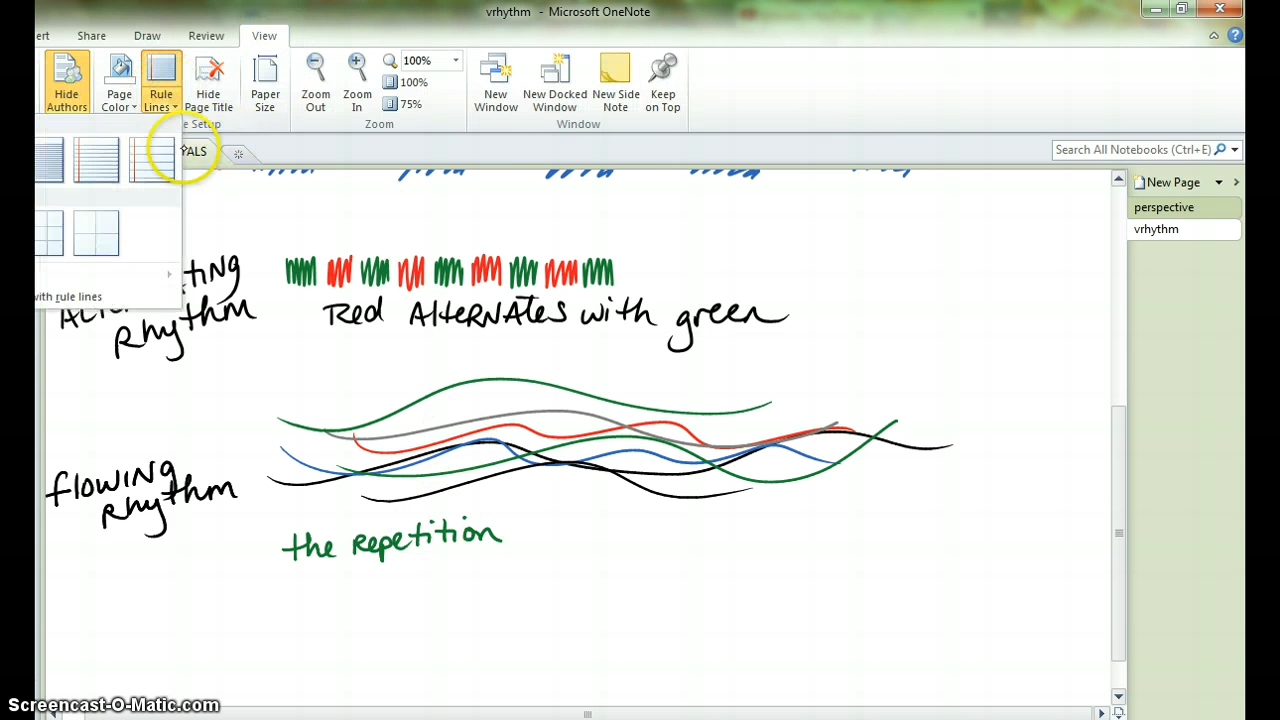 vrhythm - Microsoft OneNote
ert Share Draw Review View
100%
100%
75%
Hide Authors
Page Color
Rule Lines
Hide Page Title
Paper Size
Zoom Out
Zoom In
New Window
New Docked Window
New Side Note
Keep on Top
e Setup
Zoom
Window
ALS
Search All Notebooks (Ctrl+E)
New Page
perspective
vrhythm
with rule lines
Rhythm
Red AlterNAtes with green
flowiNg
Rhythm
the Repetition
Screencast-O-Matic.com